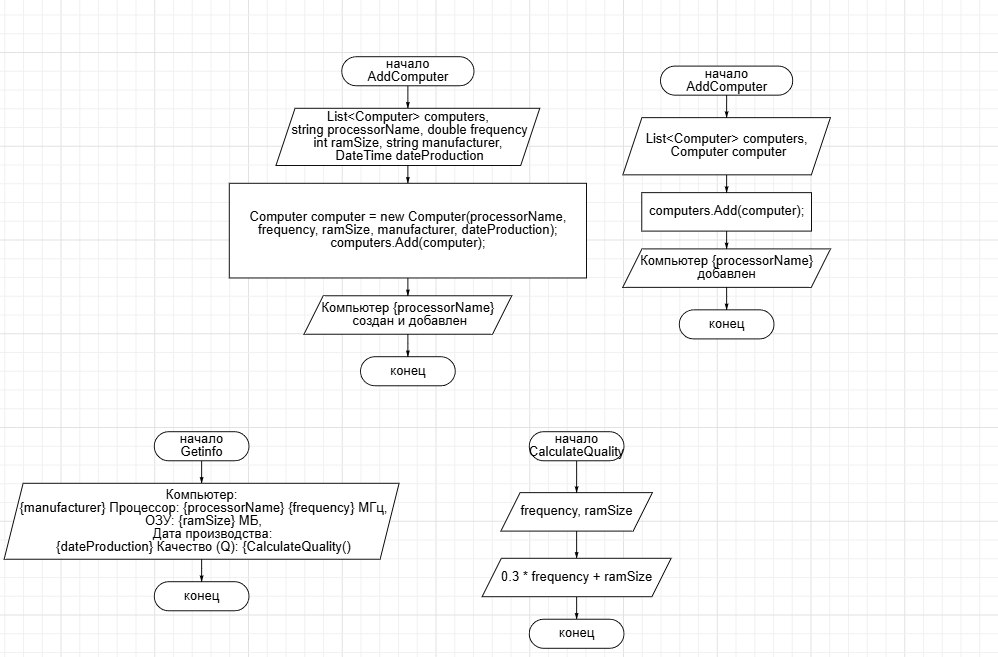 начало
AddComputer
List<Computer> computers,
string processorName, double frequency
int ramSize, string manufacturer,
DateTime dateProduction
Computer computer = new Computer(processorName,
frequency, ramSize, manufacturer, dateProduction);
computers.Add(computer);
Компьютер {processorName}
создан и добавлен
конец
начало
AddComputer
List<Computer> computers,
Computer computer
computers.Add(computer);
Компьютер {processorName}
добавлен
конец
начало
Getinfo
Компьютер:
{manufacturer} Процессор: {processorName} {frequency} МГц,
ОЗУ: {ramSize} МБ,
Дата производства:
{dateProduction} Качество (Q): {CalculateQuality()
конец
начало
CalculateQuality
frequency, ramSize
0.3 * frequency + ramSize
конец